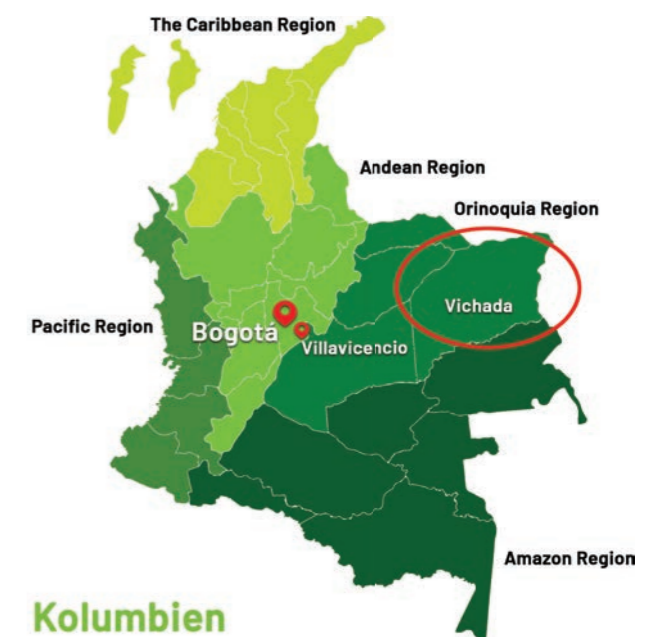 The Caribbean Region
Andean Region
Orinoquia Region
Vichada
Pacific Region
Bogotá
Villavicencio
Amazon Region
Kolumbien